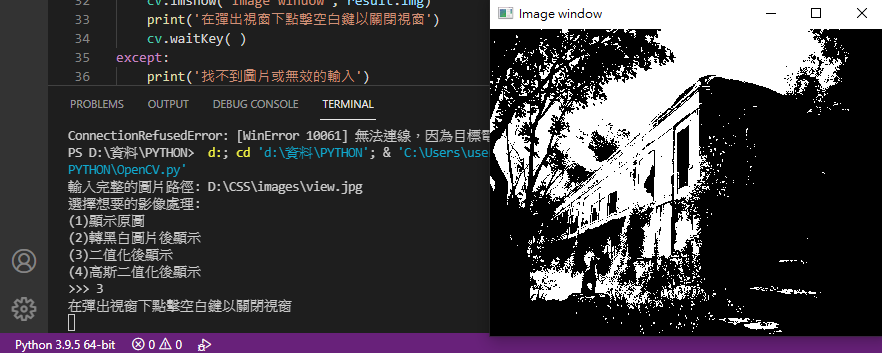 32 cv.imshow('Image window', result.img)
33 print('在彈出視窗下點擊空白鍵以關閉視窗')
34 cv.waitKey( )
35 except:
36 print('找不到圖片或無效的輸入')
PROBLEMS OUTPUT DEBUG CONSOLE TERMINAL
ConnectionRefusedError: [WinError 10061] 無法連線，因為目標電
PS D:\資料\PYTHON> d:; cd 'd:\資料\PYTHON'; & 'C:\Users\use
PYTHON\OpenCV.py'
輸入完整的圖片路徑: D:\CSS\images\view.jpg
選擇想要的影像處理:
(1)顯示原圖
(2)轉黑白圖片後顯示
(3)二值化後顯示
(4)高斯二值化後顯示
>>> 3
在彈出視窗下點擊空白鍵以關閉視窗
Python 3.9.5 64-bit 0 0
Image window